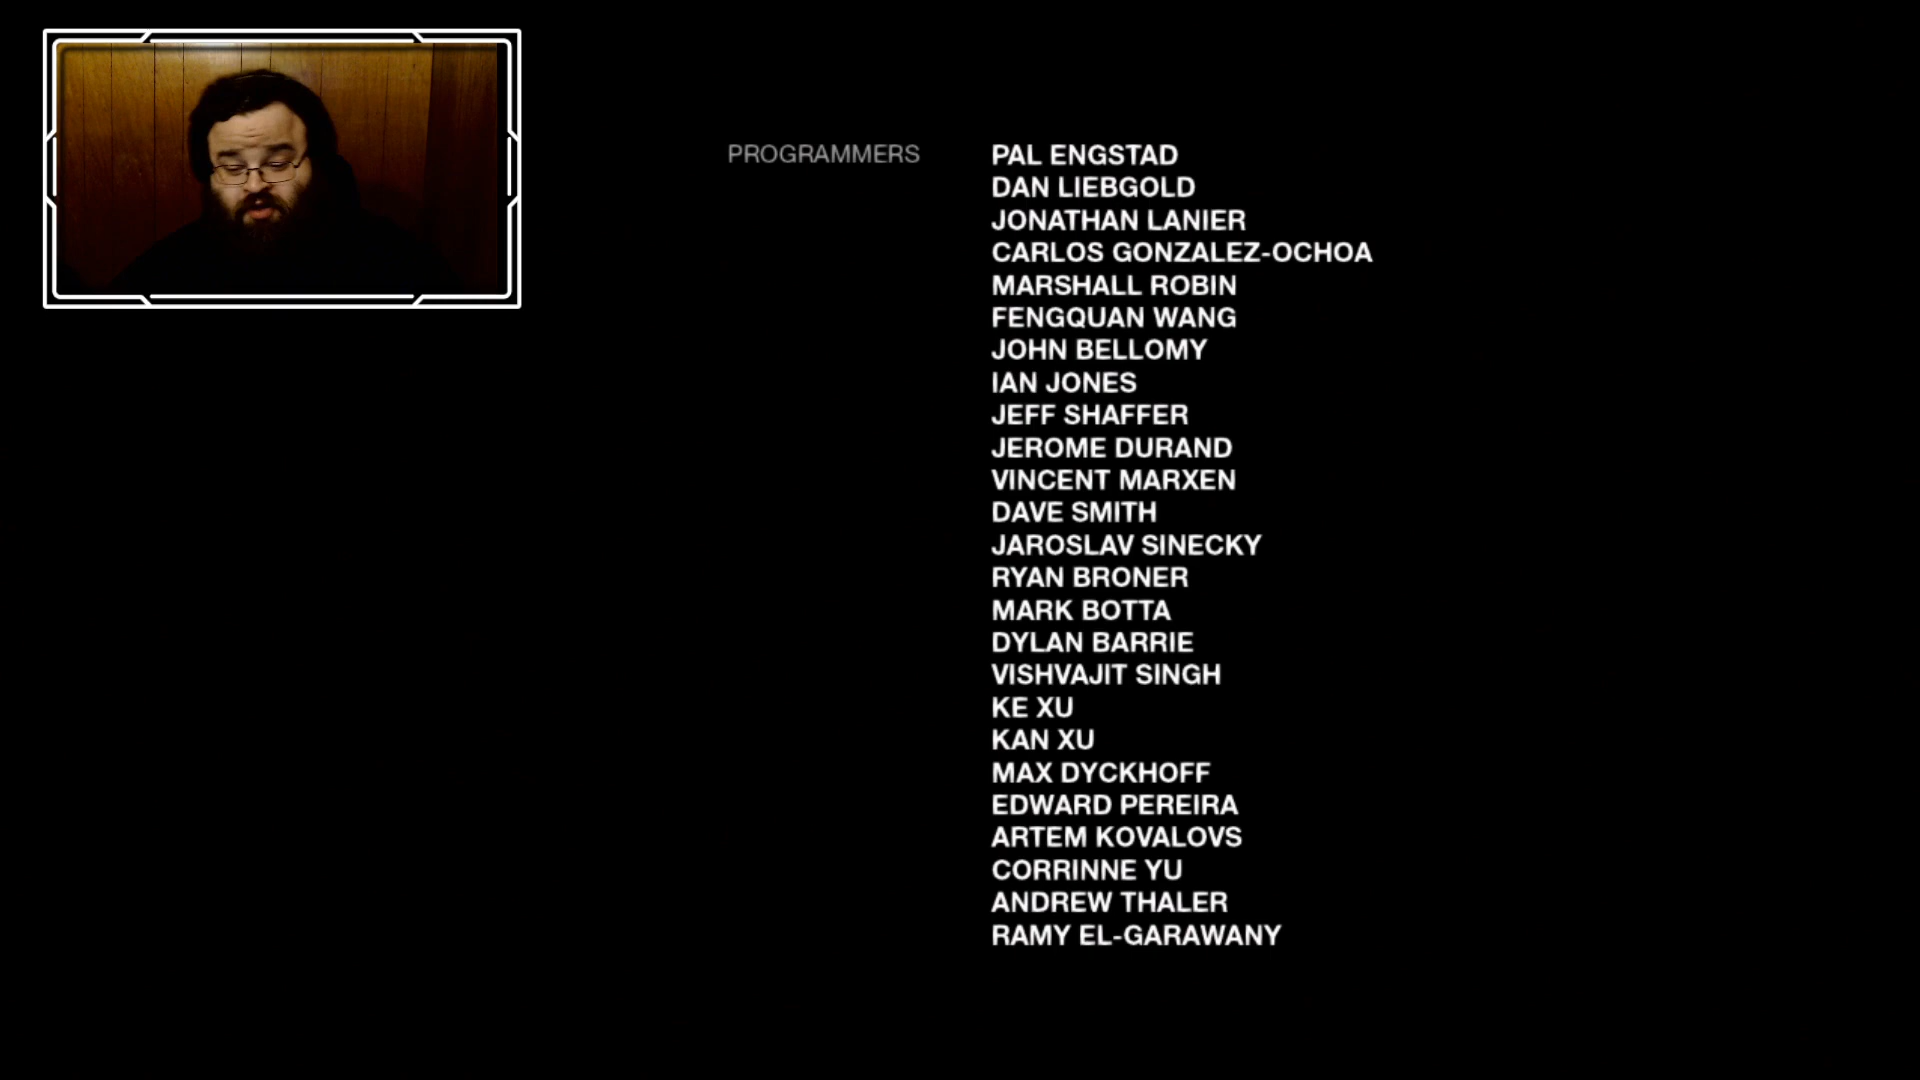 PROGRAMMERS
PAL ENGSTAD
DAN LIEBGOLD
JONATHAN LANIER
CARLOS GONZALEZ-OCHOA
MARSHALL ROBIN
FENGQUAN WANG
JOHN BELLOMY
IAN JONES
JEFF SHAFFER
JEROME DURAND
VINCENT MARXEN
DAVE SMITH
JAROSLAV SINECKY
RYAN BRONER
MARK BOTTA
DYLAN BARRIE
VISHVAJIT SINGH
KE XU
KAN XU
MAX DYCKHOFF
EDWARD PEREIRA
ARTEM KOVALOVS
CORRINNE YU
ANDREW THALER
RAMY EL-GARAWANY